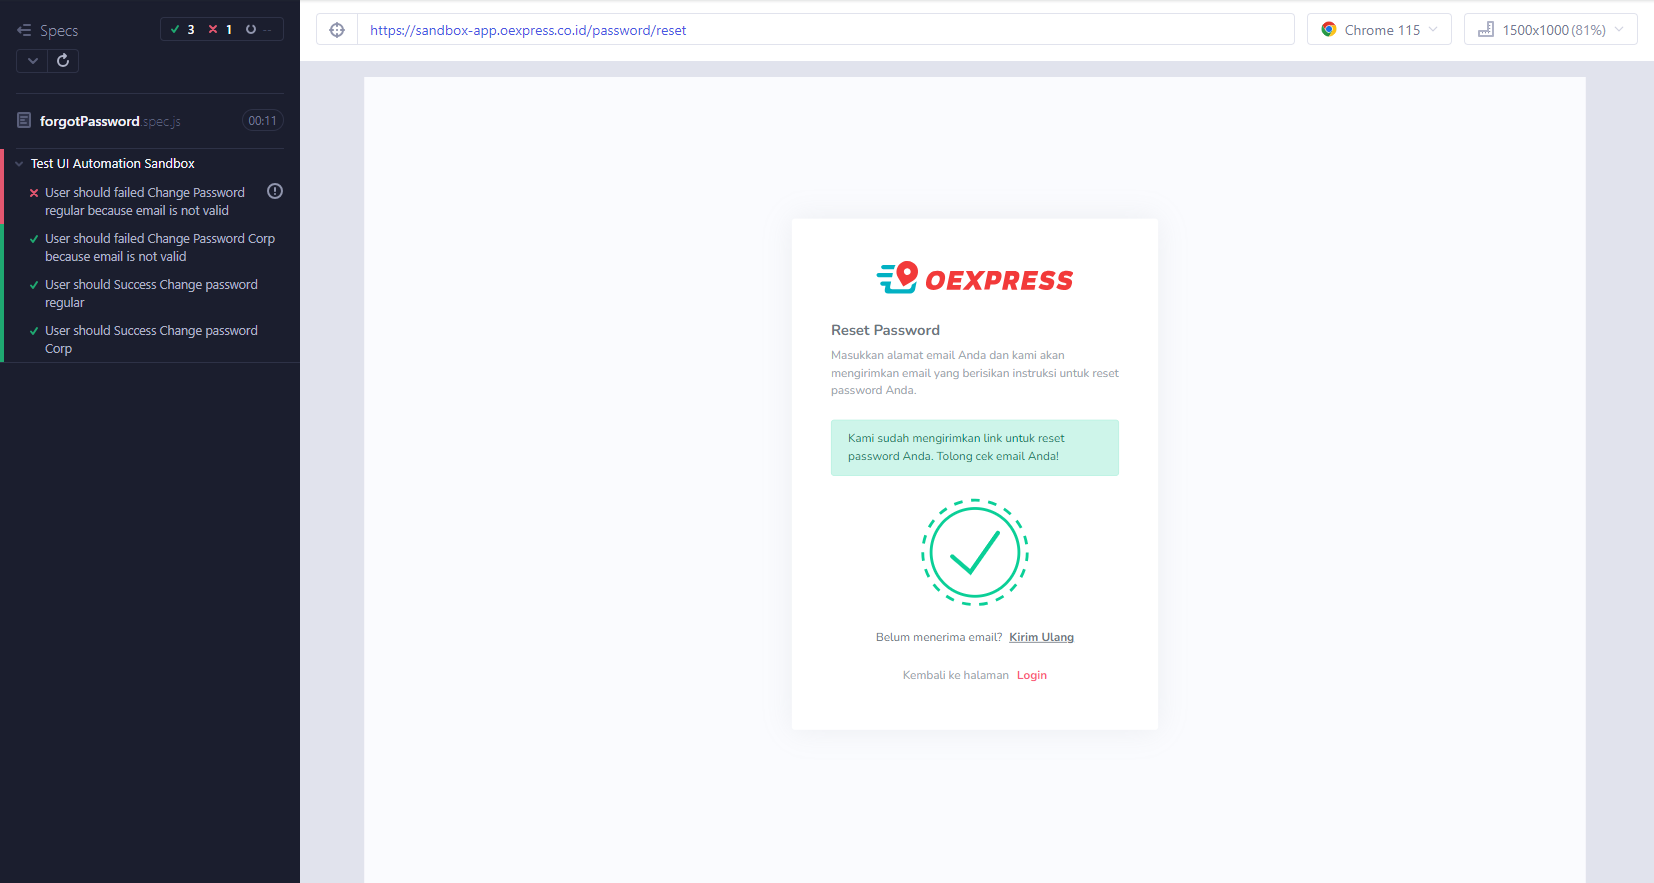 Specs
3 1 --
forgotPassword.spec.js
00:11
Test UI Automation Sandbox
User should failed Change Password
regular because email is not valid
User should failed Change Password Corp
because email is not valid
User should Success Change password
regular
User should Success Change password
Corp
https://sandbox-app.oexpress.co.id/password/reset
Chrome 115
1500x1000 (81%)
OEXPRESS
Reset Password
Masukkan alamat email Anda dan kami akan
mengirimkan email yang berisikan instruksi untuk reset
password Anda.
Kami sudah mengirimkan link untuk reset
password Anda. Tolong cek email Anda!
Belum menerima email? Kirim Ulang
Kembali ke halaman Login